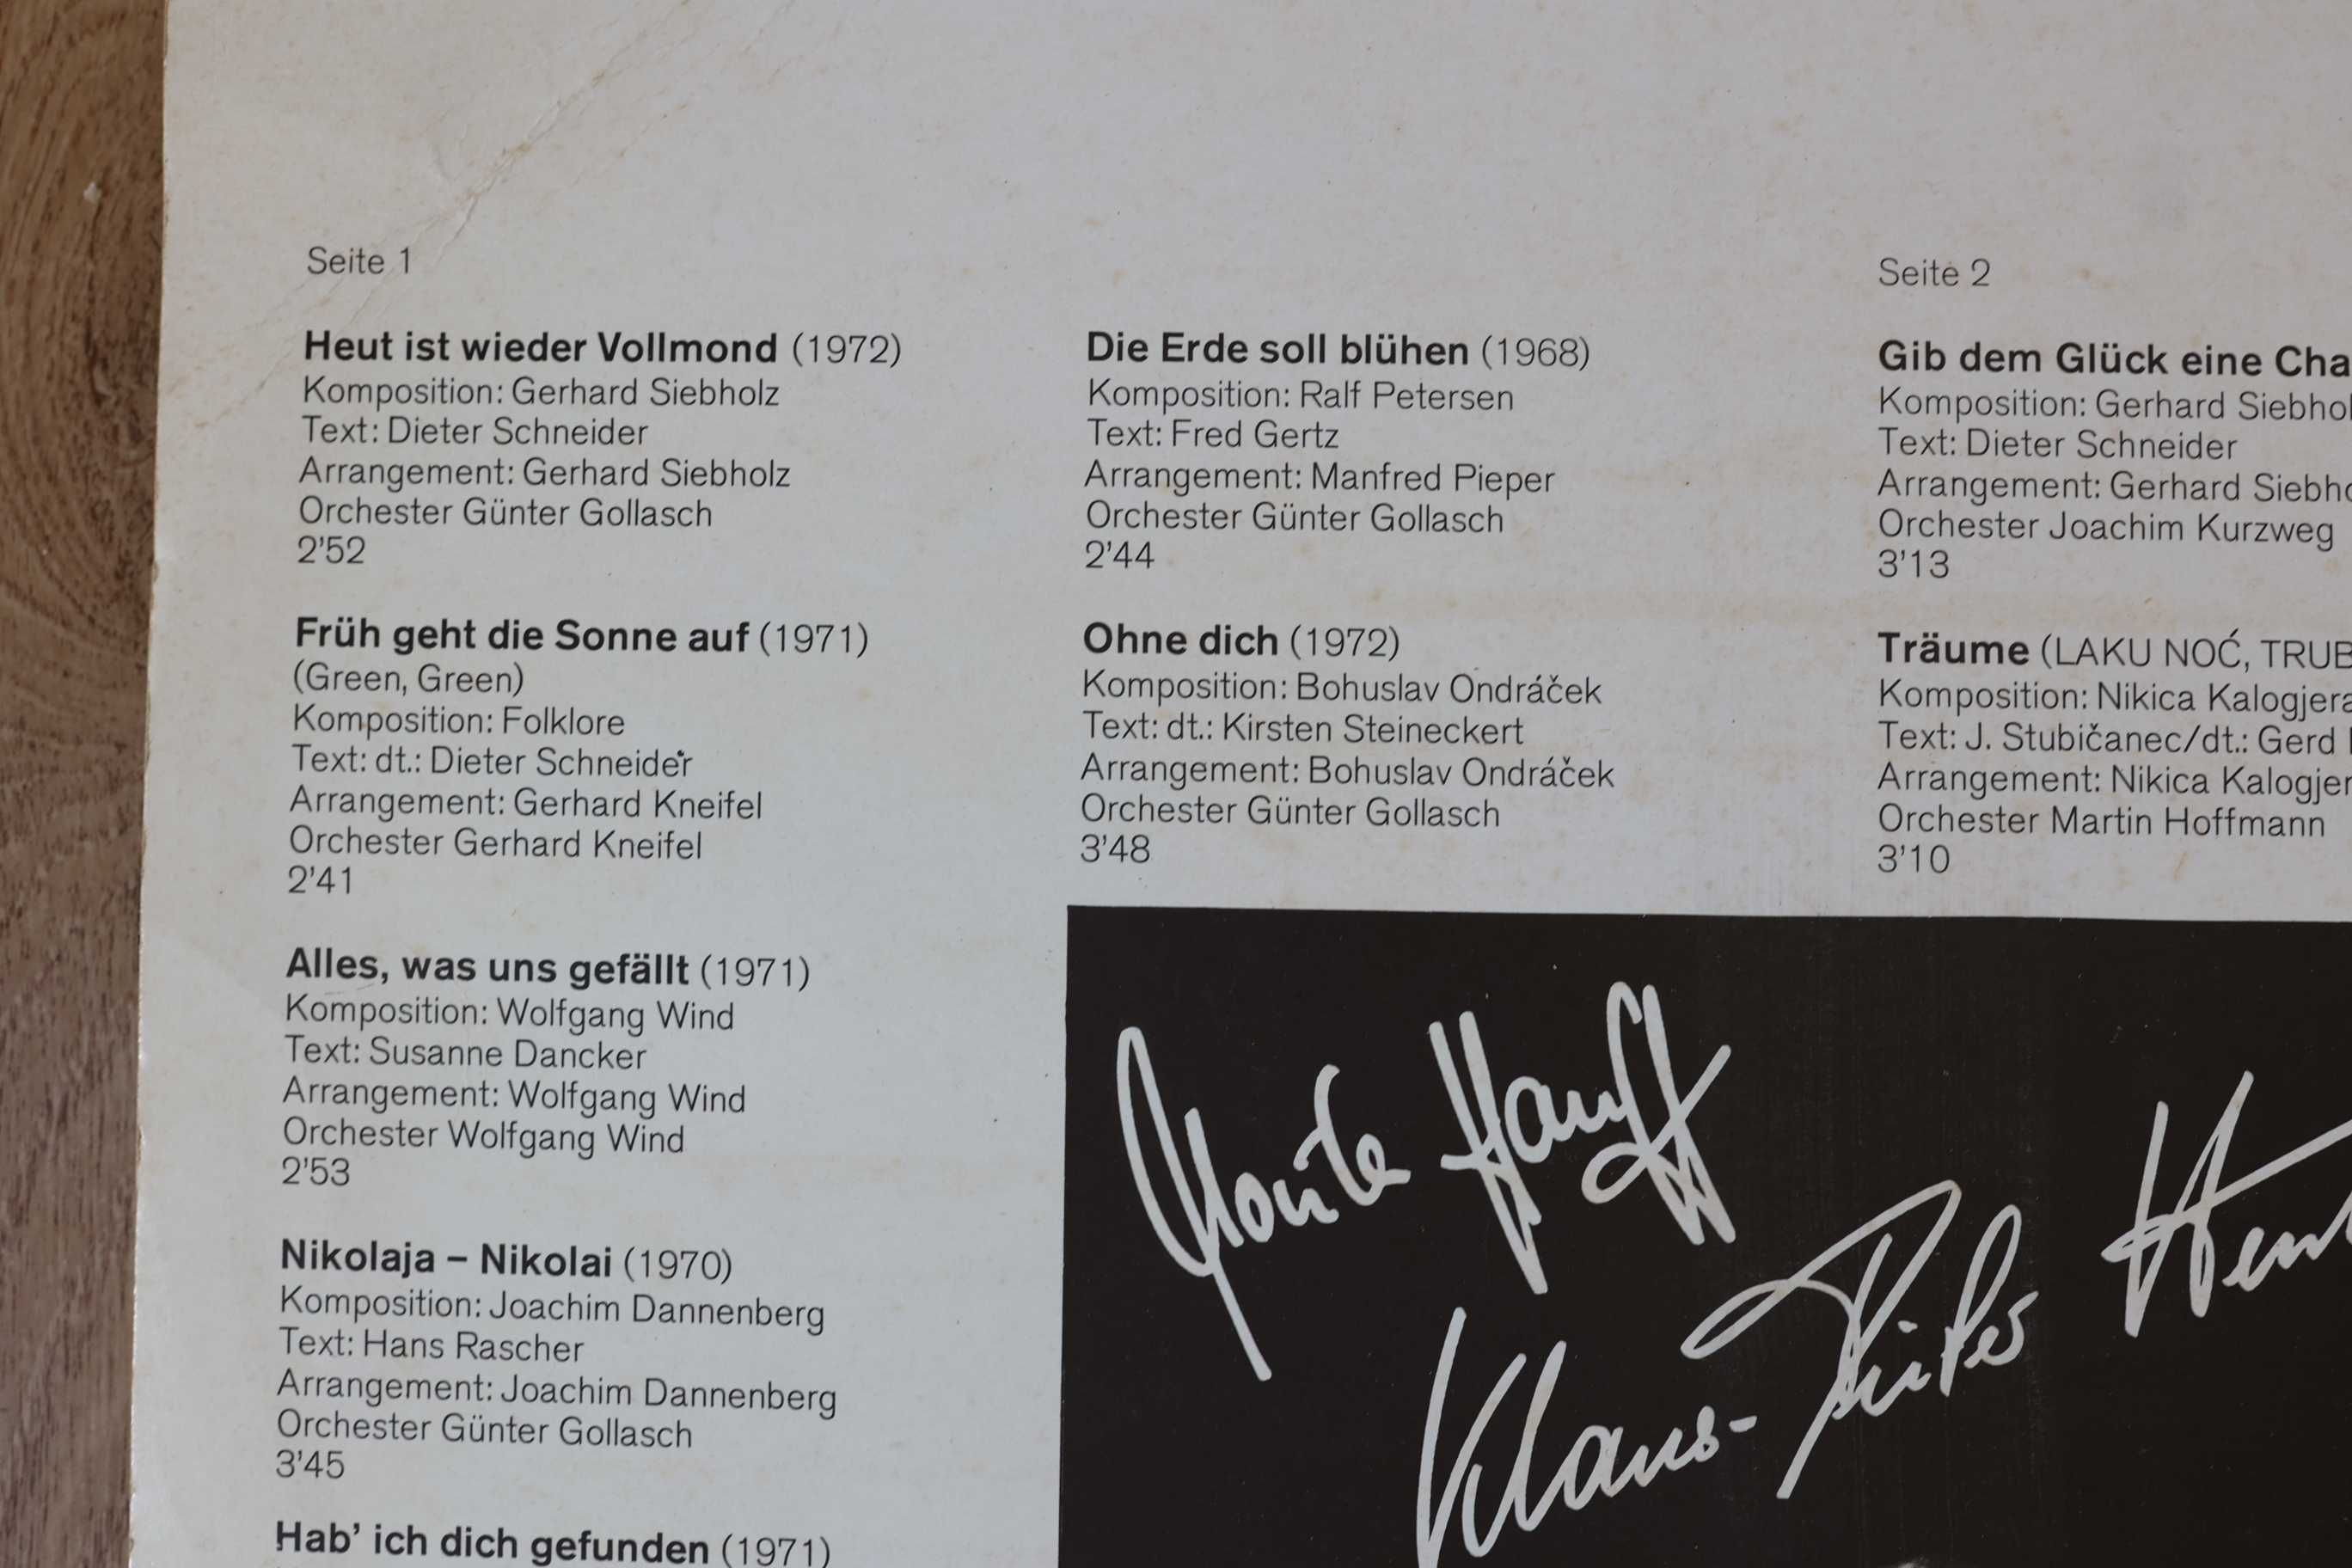 Seite 1
Heut ist wieder Vollmond (1972)
Komposition: Gerhard Siebholz
Text: Dieter Schneider
Arrangement: Gerhard Siebholz
Orchester Günter Gollasch
2'52
Früh geht die Sonne auf (1971)
(Green, Green)
Komposition: Folklore
Text: dt.: Dieter Schneider
Arrangement: Gerhard Kneifel
Orchester Gerhard Kneifel
2'41
Alles, was uns gefällt (1971)
Komposition: Wolfgang Wind
Text: Susanne Dancker
Arrangement: Wolfgang Wind
Orchester Wolfgang Wind
2'53
Nikolaja – Nikolai (1970)
Komposition: Joachim Dannenberg
Text: Hans Rascher
Arrangement: Joachim Dannenberg
Orchester Günter Gollasch
3'45
Hab' ich dich gefunden (1971)
Die Erde soll blühen (1968)
Komposition: Ralf Petersen
Text: Fred Gertz
Arrangement: Manfred Pieper
Orchester Günter Gollasch
2'44
Ohne dich (1972)
Komposition: Bohuslav Ondráček
Text: dt.: Kirsten Steineckert
Arrangement: Bohuslav Ondráček
Orchester Günter Gollasch
3'48
Seite 2
Gib dem Glück eine Cha
Komposition: Gerhard Siebhol
Text: Dieter Schneider
Arrangement: Gerhard Siebho
Orchester Joachim Kurzweg
3'13
Träume (LAKU NOĆ, TRUB
Komposition: Nikica Kalogjera
Text: J. Stubičanec/dt.: Gerd
Arrangement: Nikica Kalogjer
Orchester Martin Hoffmann
3'10
Monika Hauff
Klaus-Dieter Hen